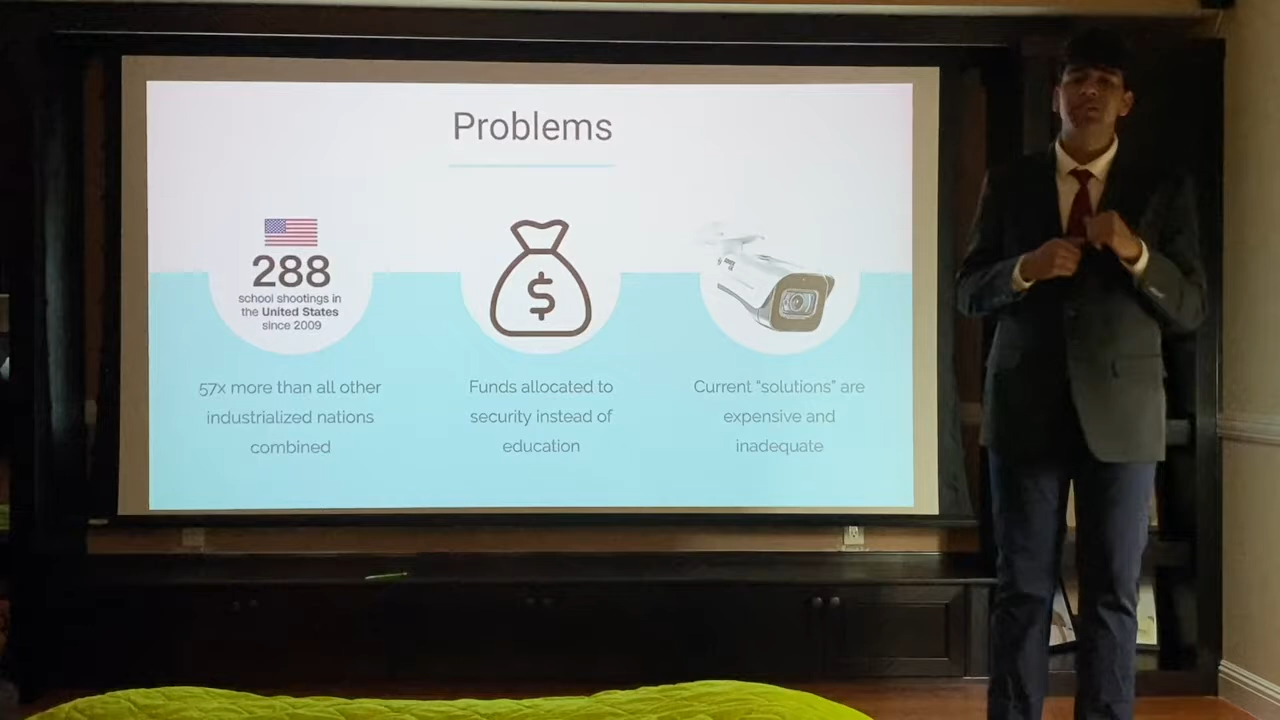 Problems
288
school shootings in
the United States
since 2009
57x more than all other
industrialized nations
combined
$
Funds allocated to
security instead of
education
Current “solutions” are
expensive and
inadequate